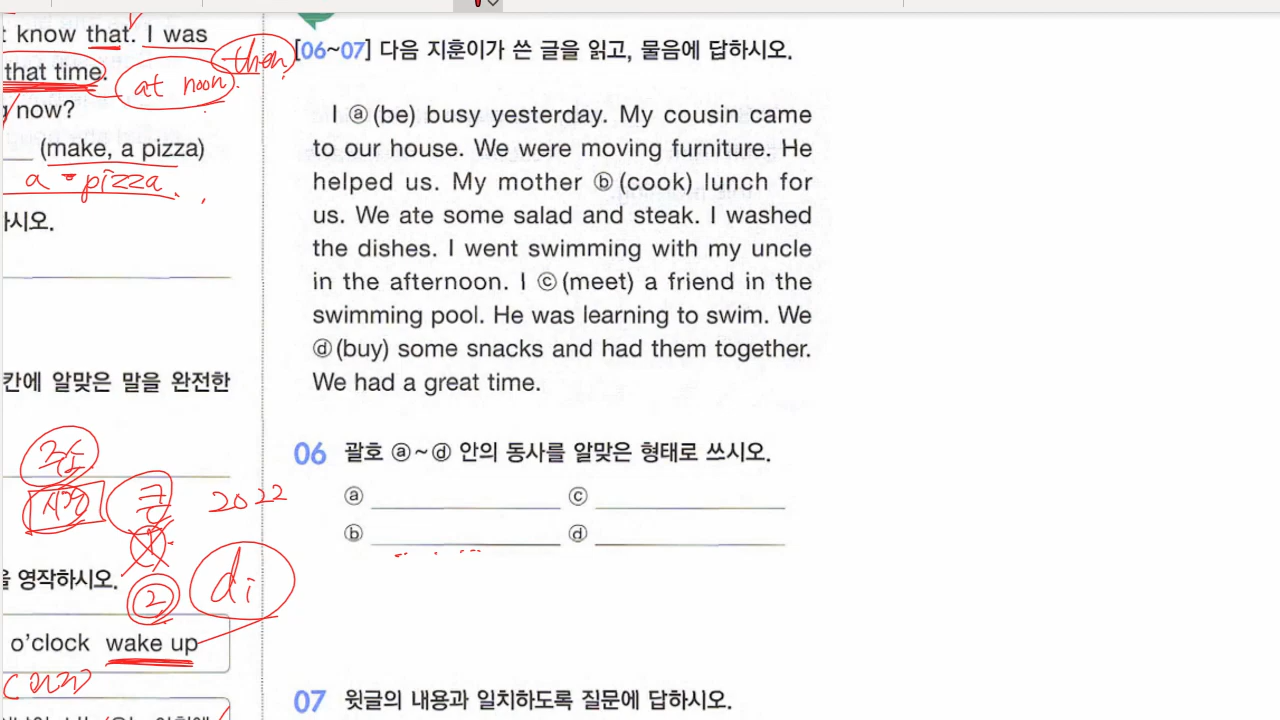 t know that. I was
that time. at noon. then
g now?
(make, a pizza)
a pizza.
하시오.
칸에 알맞은 말을 완전한
주소
시간 2022
②
di
을 영작하시오.
o'clock wake up
[06~07] 다음 지훈이가 쓴 글을 읽고, 물음에 답하시오.
I ⓐ (be) busy yesterday. My cousin came
to our house. We were moving furniture. He
helped us. My mother ⓑ (cook) lunch for
us. We ate some salad and steak. I washed
the dishes. I went swimming with my uncle
in the afternoon. I ⓒ (meet) a friend in the
swimming pool. He was learning to swim. We
ⓓ (buy) some snacks and had them together.
We had a great time.
06 괄호 ⓐ~ⓓ 안의 동사를 알맞은 형태로 쓰시오.
ⓐ ⓒ
ⓑ ⓓ
07 윗글의 내용과 일치하도록 질문에 답하시오.